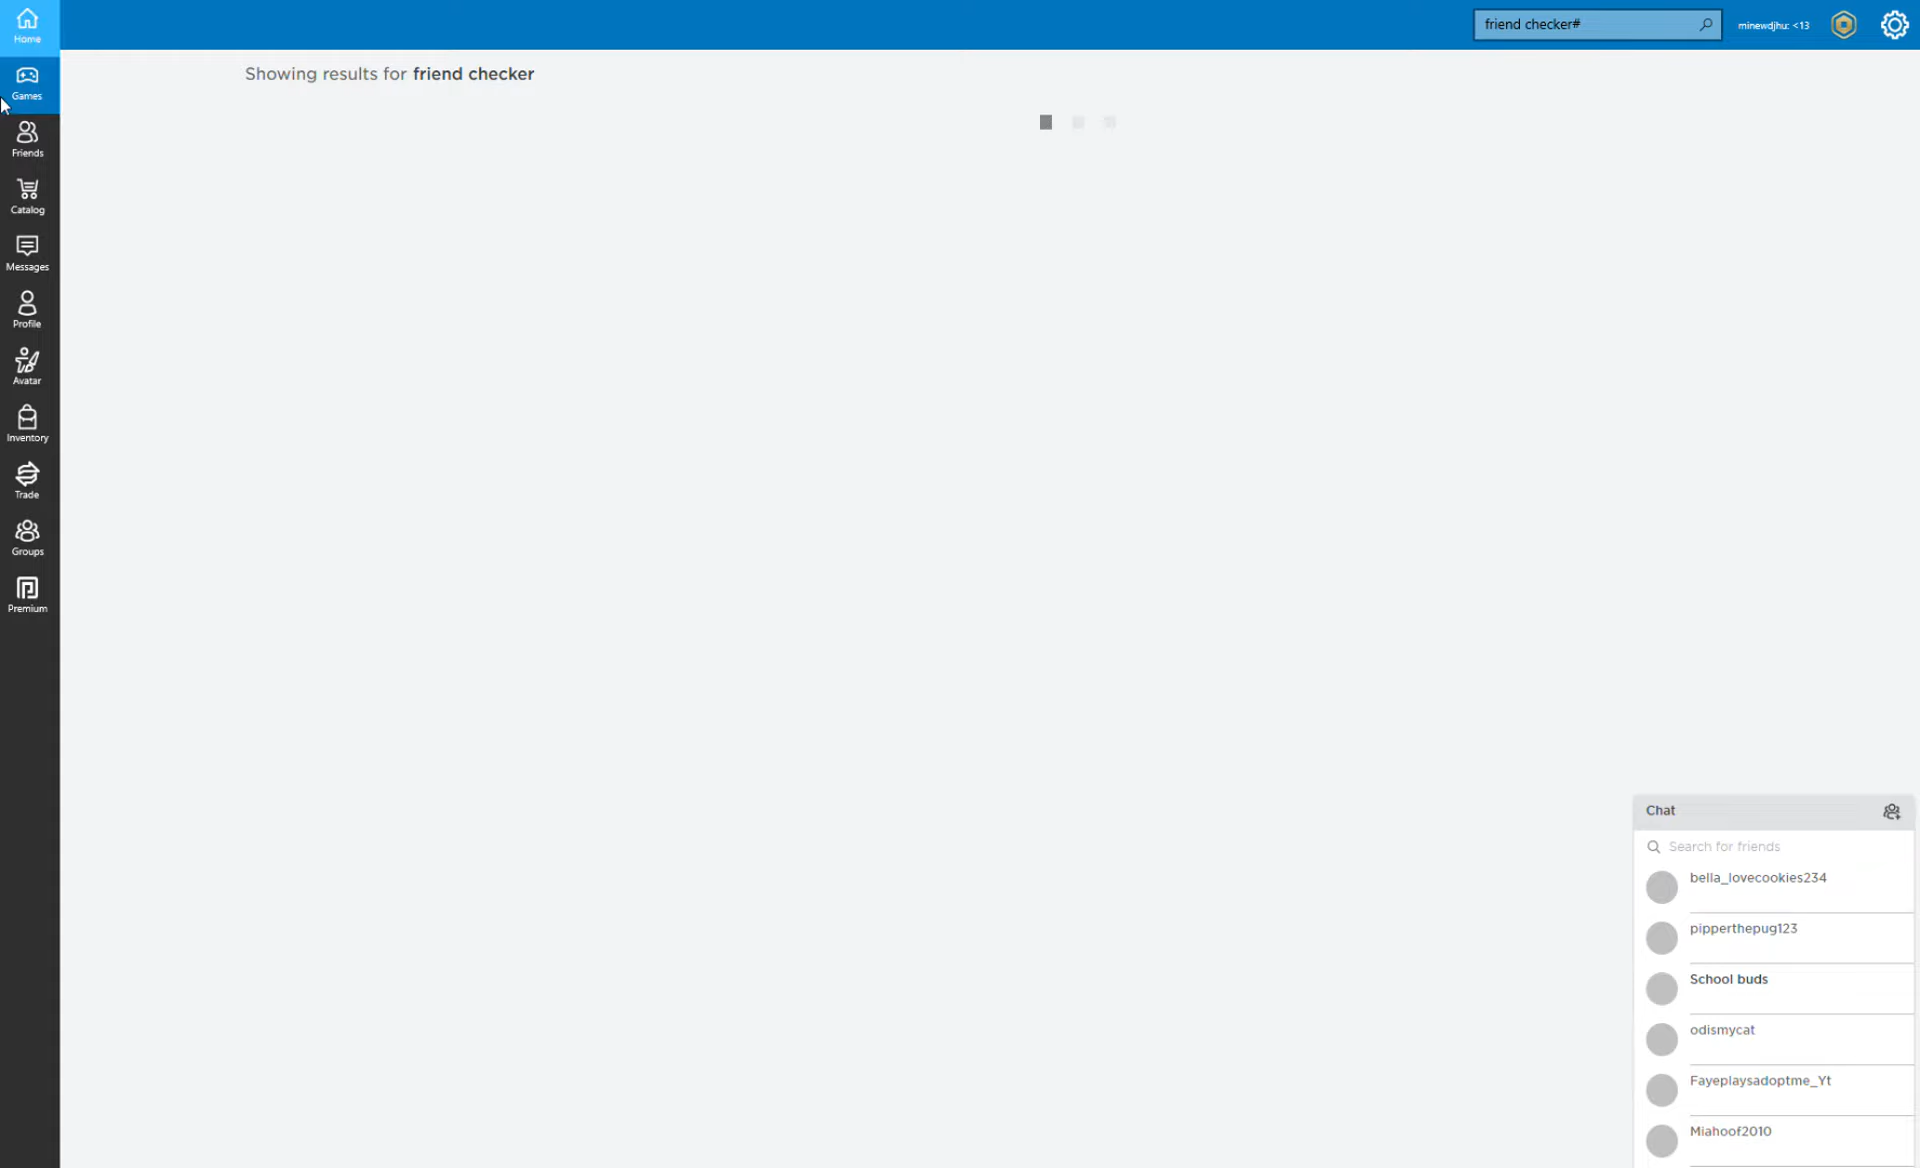 Home
friend checker#
minewdjhu: <13
Games
Showing results for friend checker
Friends
Catalog
Messages
Profile
Avatar
Inventory
Trade
Groups
Premium
Chat
Search for friends
bella_lovecookies234
pipperthepug123
School buds
odismycat
Fayeplaysadoptme_Yt
Miahoof2010